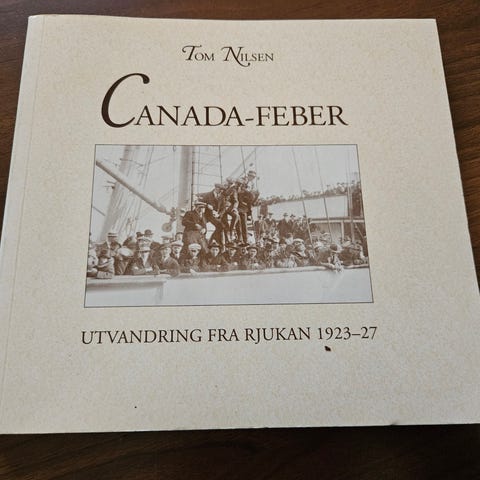 Tom Nilsen
CANADA-FEBER
UTVANDRING FRA RJUKAN 1923–27